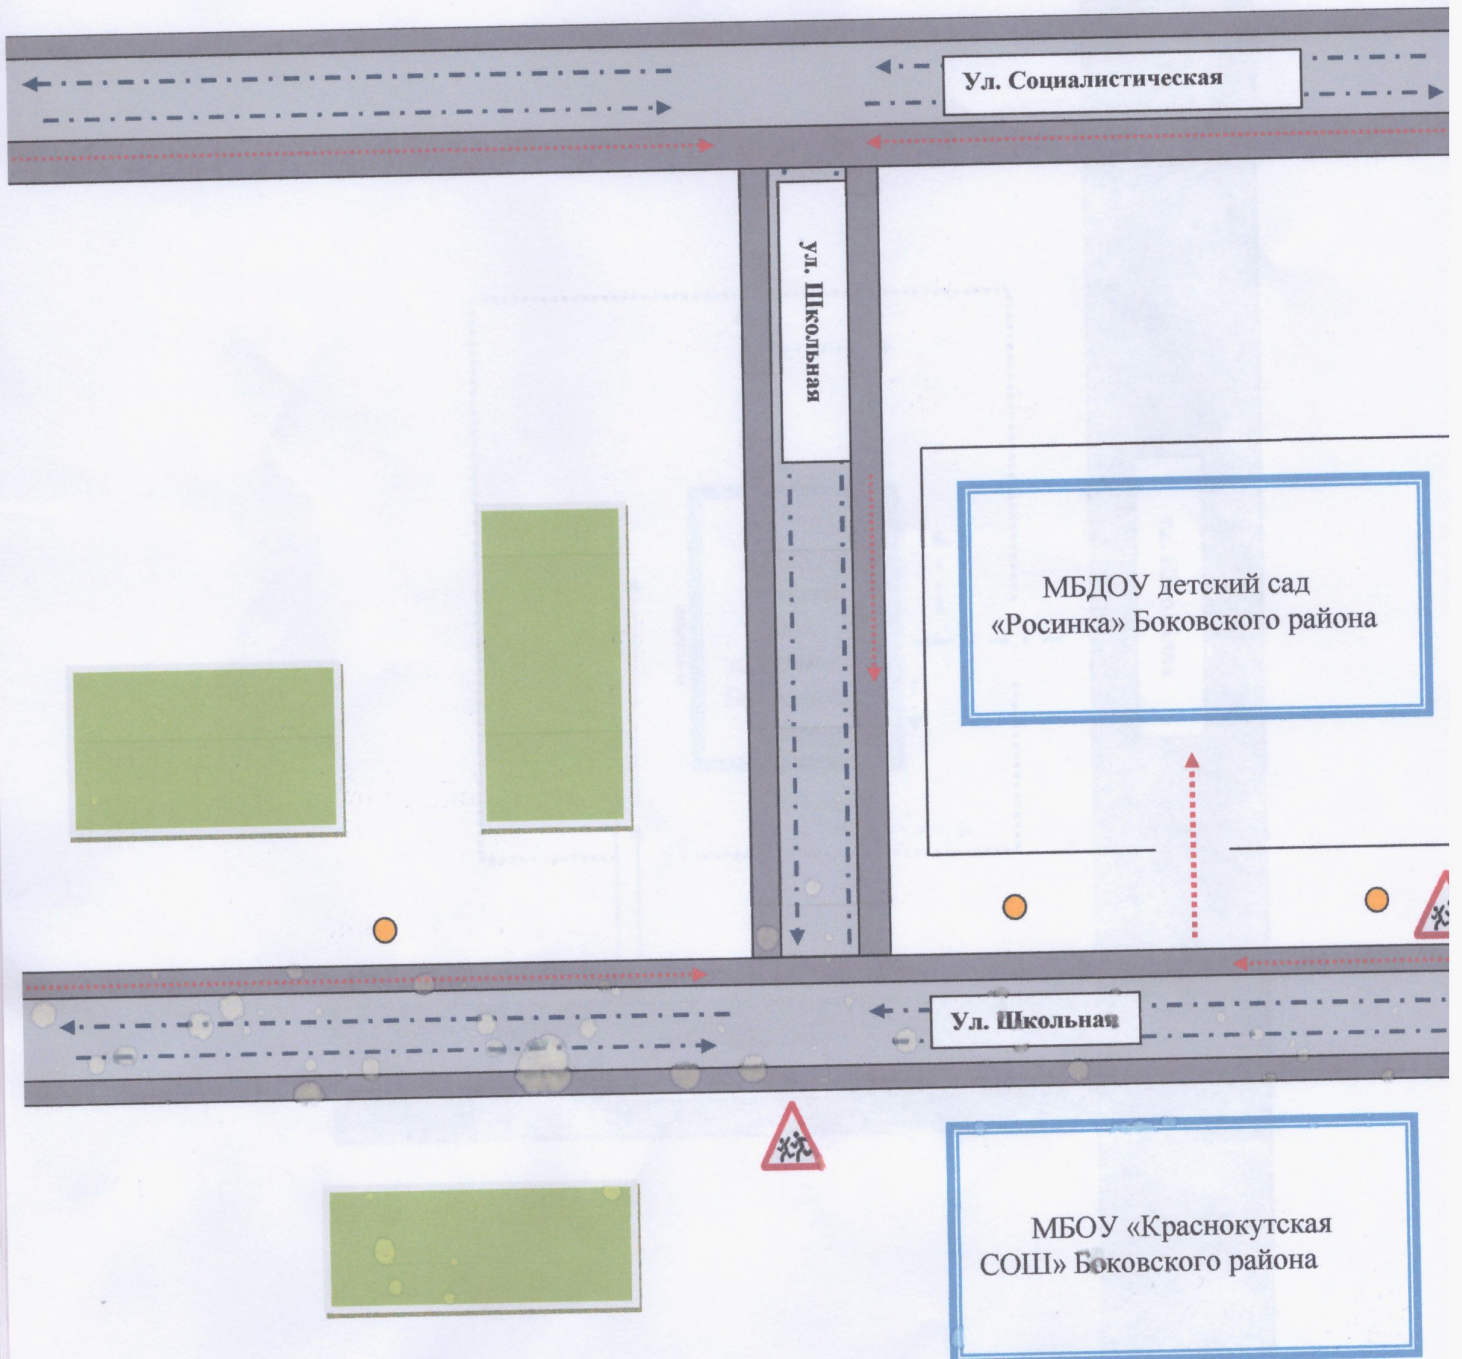 Ул. Социалистическая
ул. Школьная
МБДОУ детский сад
«Росинка» Боковского района
Ул. Школьная
МБОУ «Краснокутская
СОШ» Боковского района